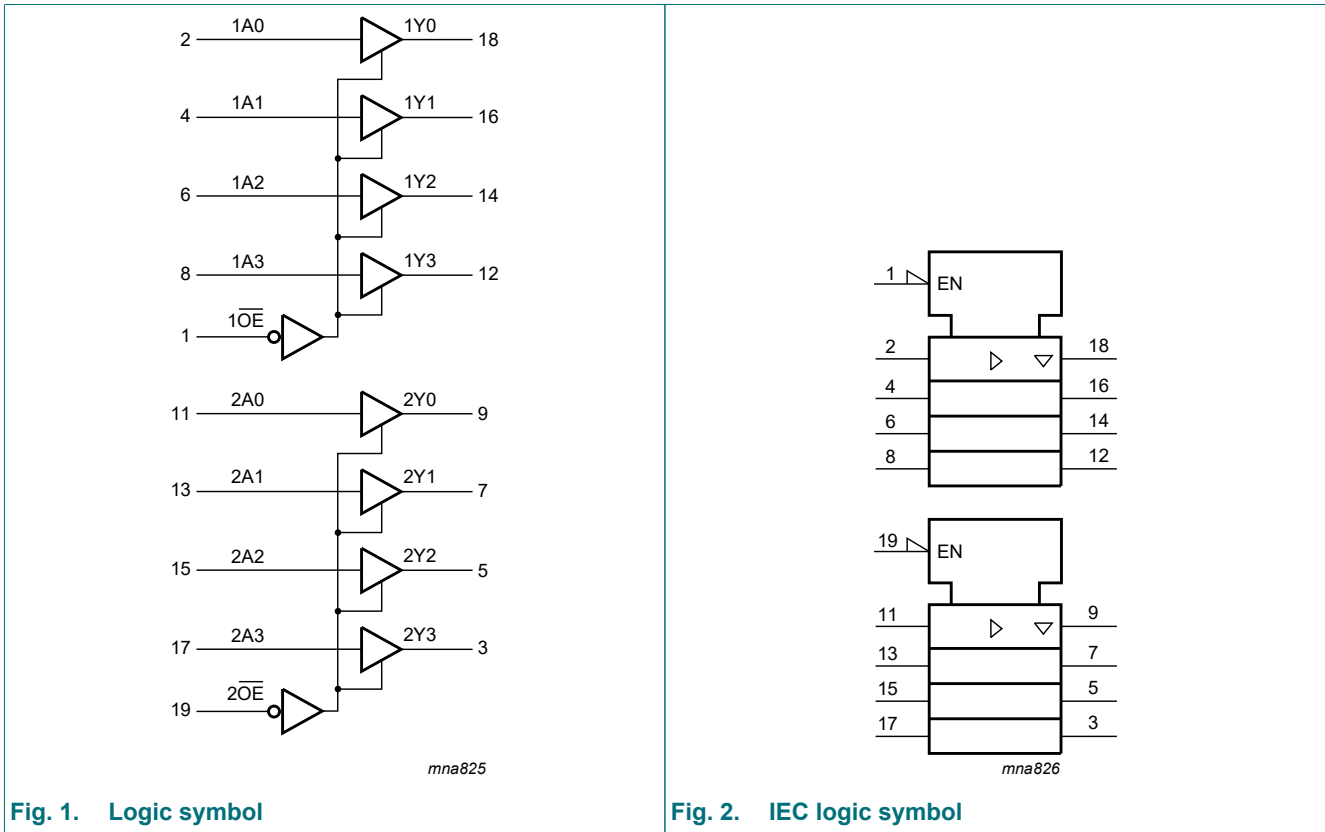 2 1A0 1Y0 18
4 1A1 1Y1 16
6 1A2 1Y2 14
8 1A3 1Y3 12
1 1O̅E̅
11 2A0 2Y0 9
13 2A1 2Y1 7
15 2A2 2Y2 5
17 2A3 2Y3 3
19 2O̅E̅
mna825
Fig. 1. Logic symbol
1 EN
2 18
4 16
6 14
8 12
19 EN
11 9
13 7
15 5
17 3
mna826
Fig. 2. IEC logic symbol